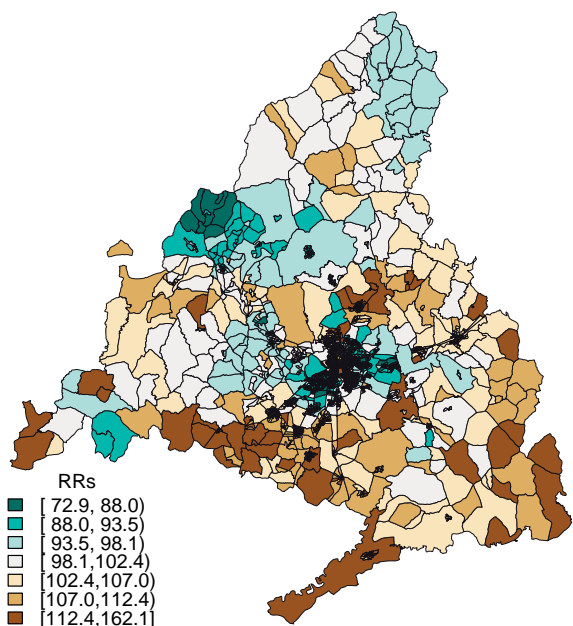 RRs
[ 72.9, 88.0)
[ 88.0, 93.5)
[ 93.5, 98.1)
[ 98.1,102.4)
[102.4,107.0)
[107.0,112.4)
[112.4,162.1]